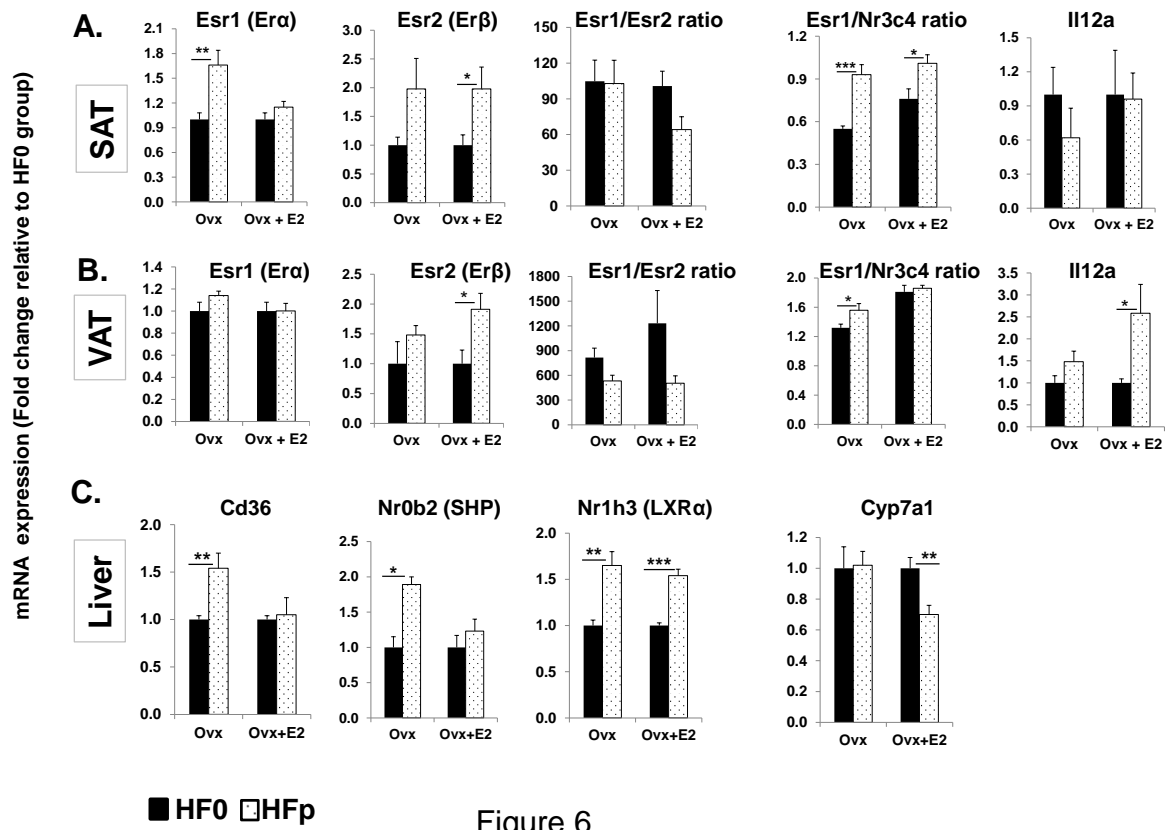 mRNA expression (Fold change relative to HF0 group)
A.
SAT
Esr1 (Erα)
1.8
1.5
1.2
0.9
0.6
0.3
0.0
**
Ovx
Ovx + E2
Esr2 (Erβ)
3.0
2.5
2.0
1.5
1.0
0.5
0.0
*
Ovx
Ovx + E2
Esr1/Esr2 ratio
150
120
90
60
30
0
Ovx
Ovx + E2
Esr1/Nr3c4 ratio
1.2
0.9
0.6
0.3
0.0
***
*
Ovx
Ovx + E2
Il12a
1.5
1.2
0.9
0.6
0.3
0.0
Ovx
Ovx + E2
B.
VAT
Esr1 (Erα)
1.4
1.2
1.0
0.8
0.6
0.4
0.2
0.0
Ovx
Ovx + E2
Esr2 (Erβ)
2.5
2.0
1.5
1.0
0.5
0.0
*
Ovx
Ovx + E2
Esr1/Esr2 ratio
1800
1500
1200
900
600
300
0
Ovx
Ovx + E2
Esr1/Nr3c4 ratio
2.0
1.6
1.2
0.8
0.4
0.0
*
Ovx
Ovx + E2
Il12a
3.5
3.0
2.5
2.0
1.5
1.0
0.5
0.0
*
Ovx
Ovx + E2
C.
Liver
Cd36
2.0
1.5
1.0
0.5
0.0
**
Ovx
Ovx+E2
Nr0b2 (SHP)
2.5
2.0
1.5
1.0
0.5
0.0
*
Ovx
Ovx+E2
Nr1h3 (LXRα)
2.0
1.5
1.0
0.5
0.0
**
***
Ovx
Ovx+E2
Cyp7a1
1.2
1.0
0.8
0.6
0.4
0.2
0.0
**
Ovx
Ovx+E2
HF0 HFp
Figure 6